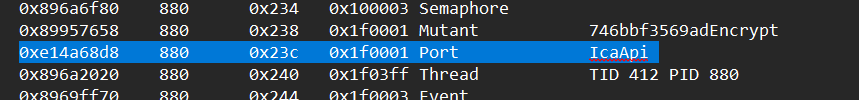 0x896a6f80 880 0x234 0x100003 Semaphore
0x89957658 880 0x238 0x1f0001 Mutant 746bbf3569adEncrypt
0xe14a68d8 880 0x23c 0x1f0001 Port IcaApi
0x896a2020 880 0x240 0x1f03ff Thread TID 412 PID 880
0x8969ff70 880 0x244 0x1f0003 Event